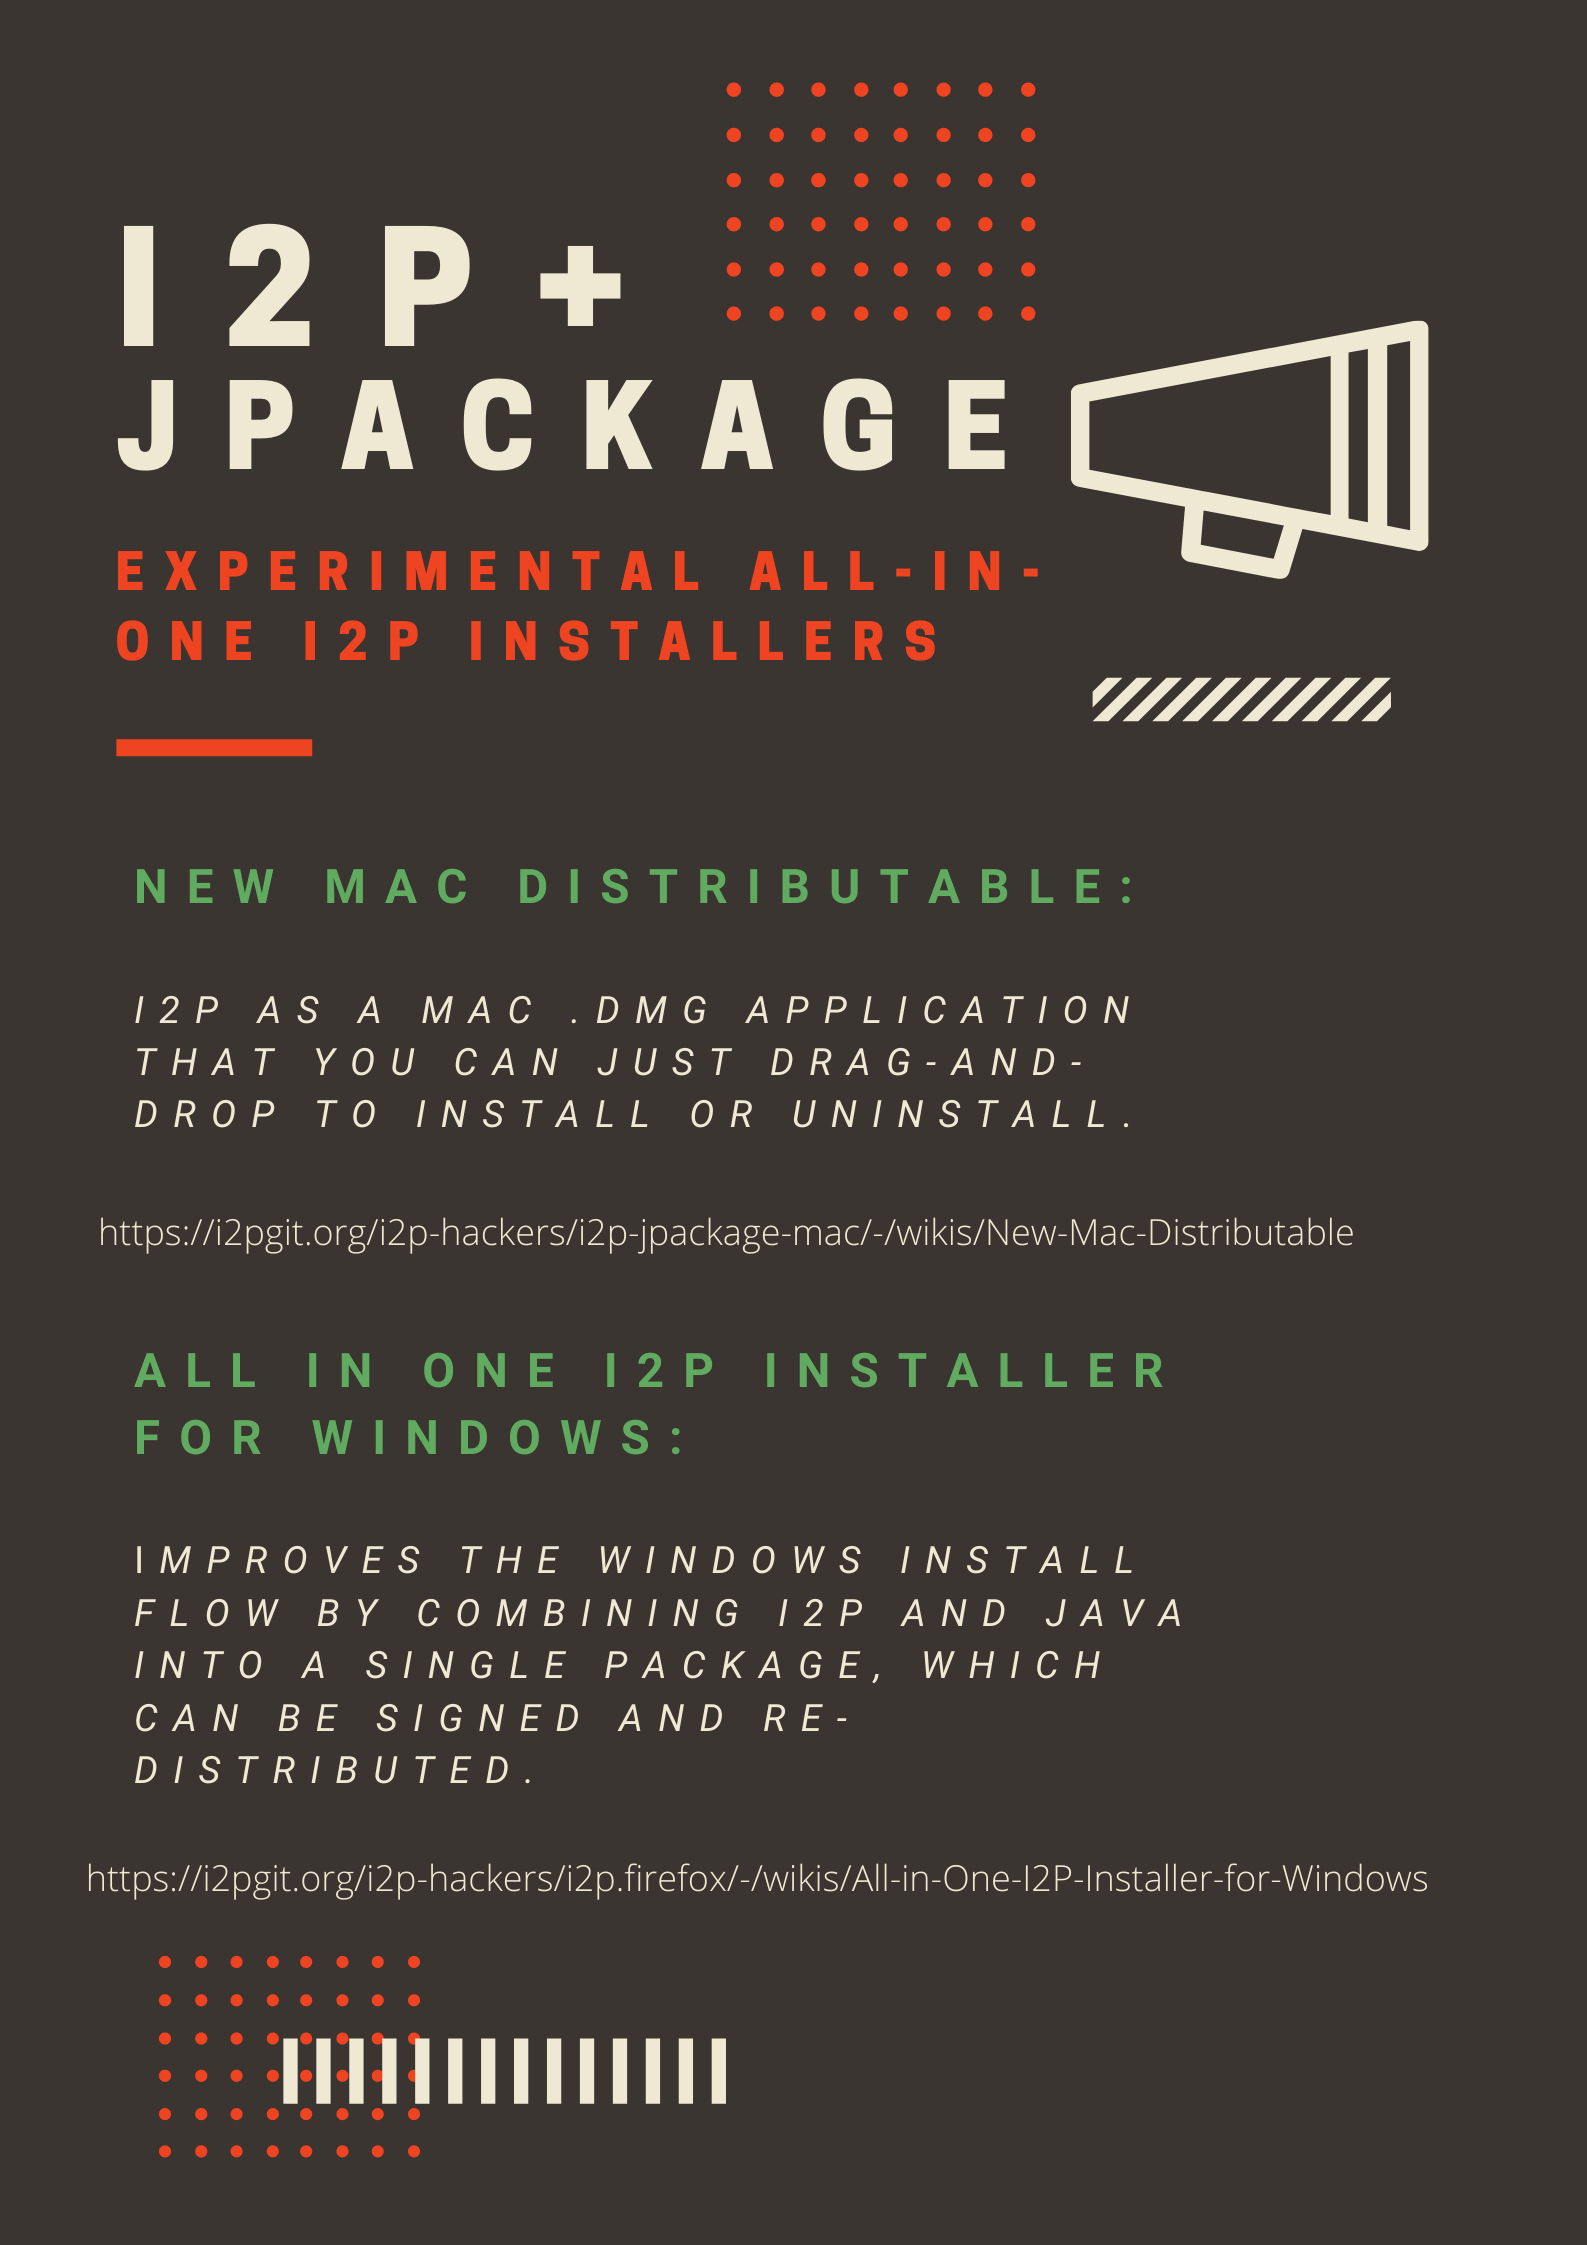 I2P+
JPACKAGE
EXPERIMENTAL ALL-IN-
ONE I2P INSTALLERS
NEW MAC DISTRIBUTABLE:
I2P AS A MAC .DMG APPLICATION
THAT YOU CAN JUST DRAG-AND-
DROP TO INSTALL OR UNINSTALL.
https://i2pgit.org/i2p-hackers/i2p-jpackage-mac/-/wikis/New-Mac-Distributable
ALL IN ONE I2P INSTALLER
FOR WINDOWS:
IMPROVES THE WINDOWS INSTALL
FLOW BY COMBINING I2P AND JAVA
INTO A SINGLE PACKAGE, WHICH
CAN BE SIGNED AND RE-
DISTRIBUTED.
https://i2pgit.org/i2p-hackers/i2p.firefox/-/wikis/All-in-One-I2P-Installer-for-Windows